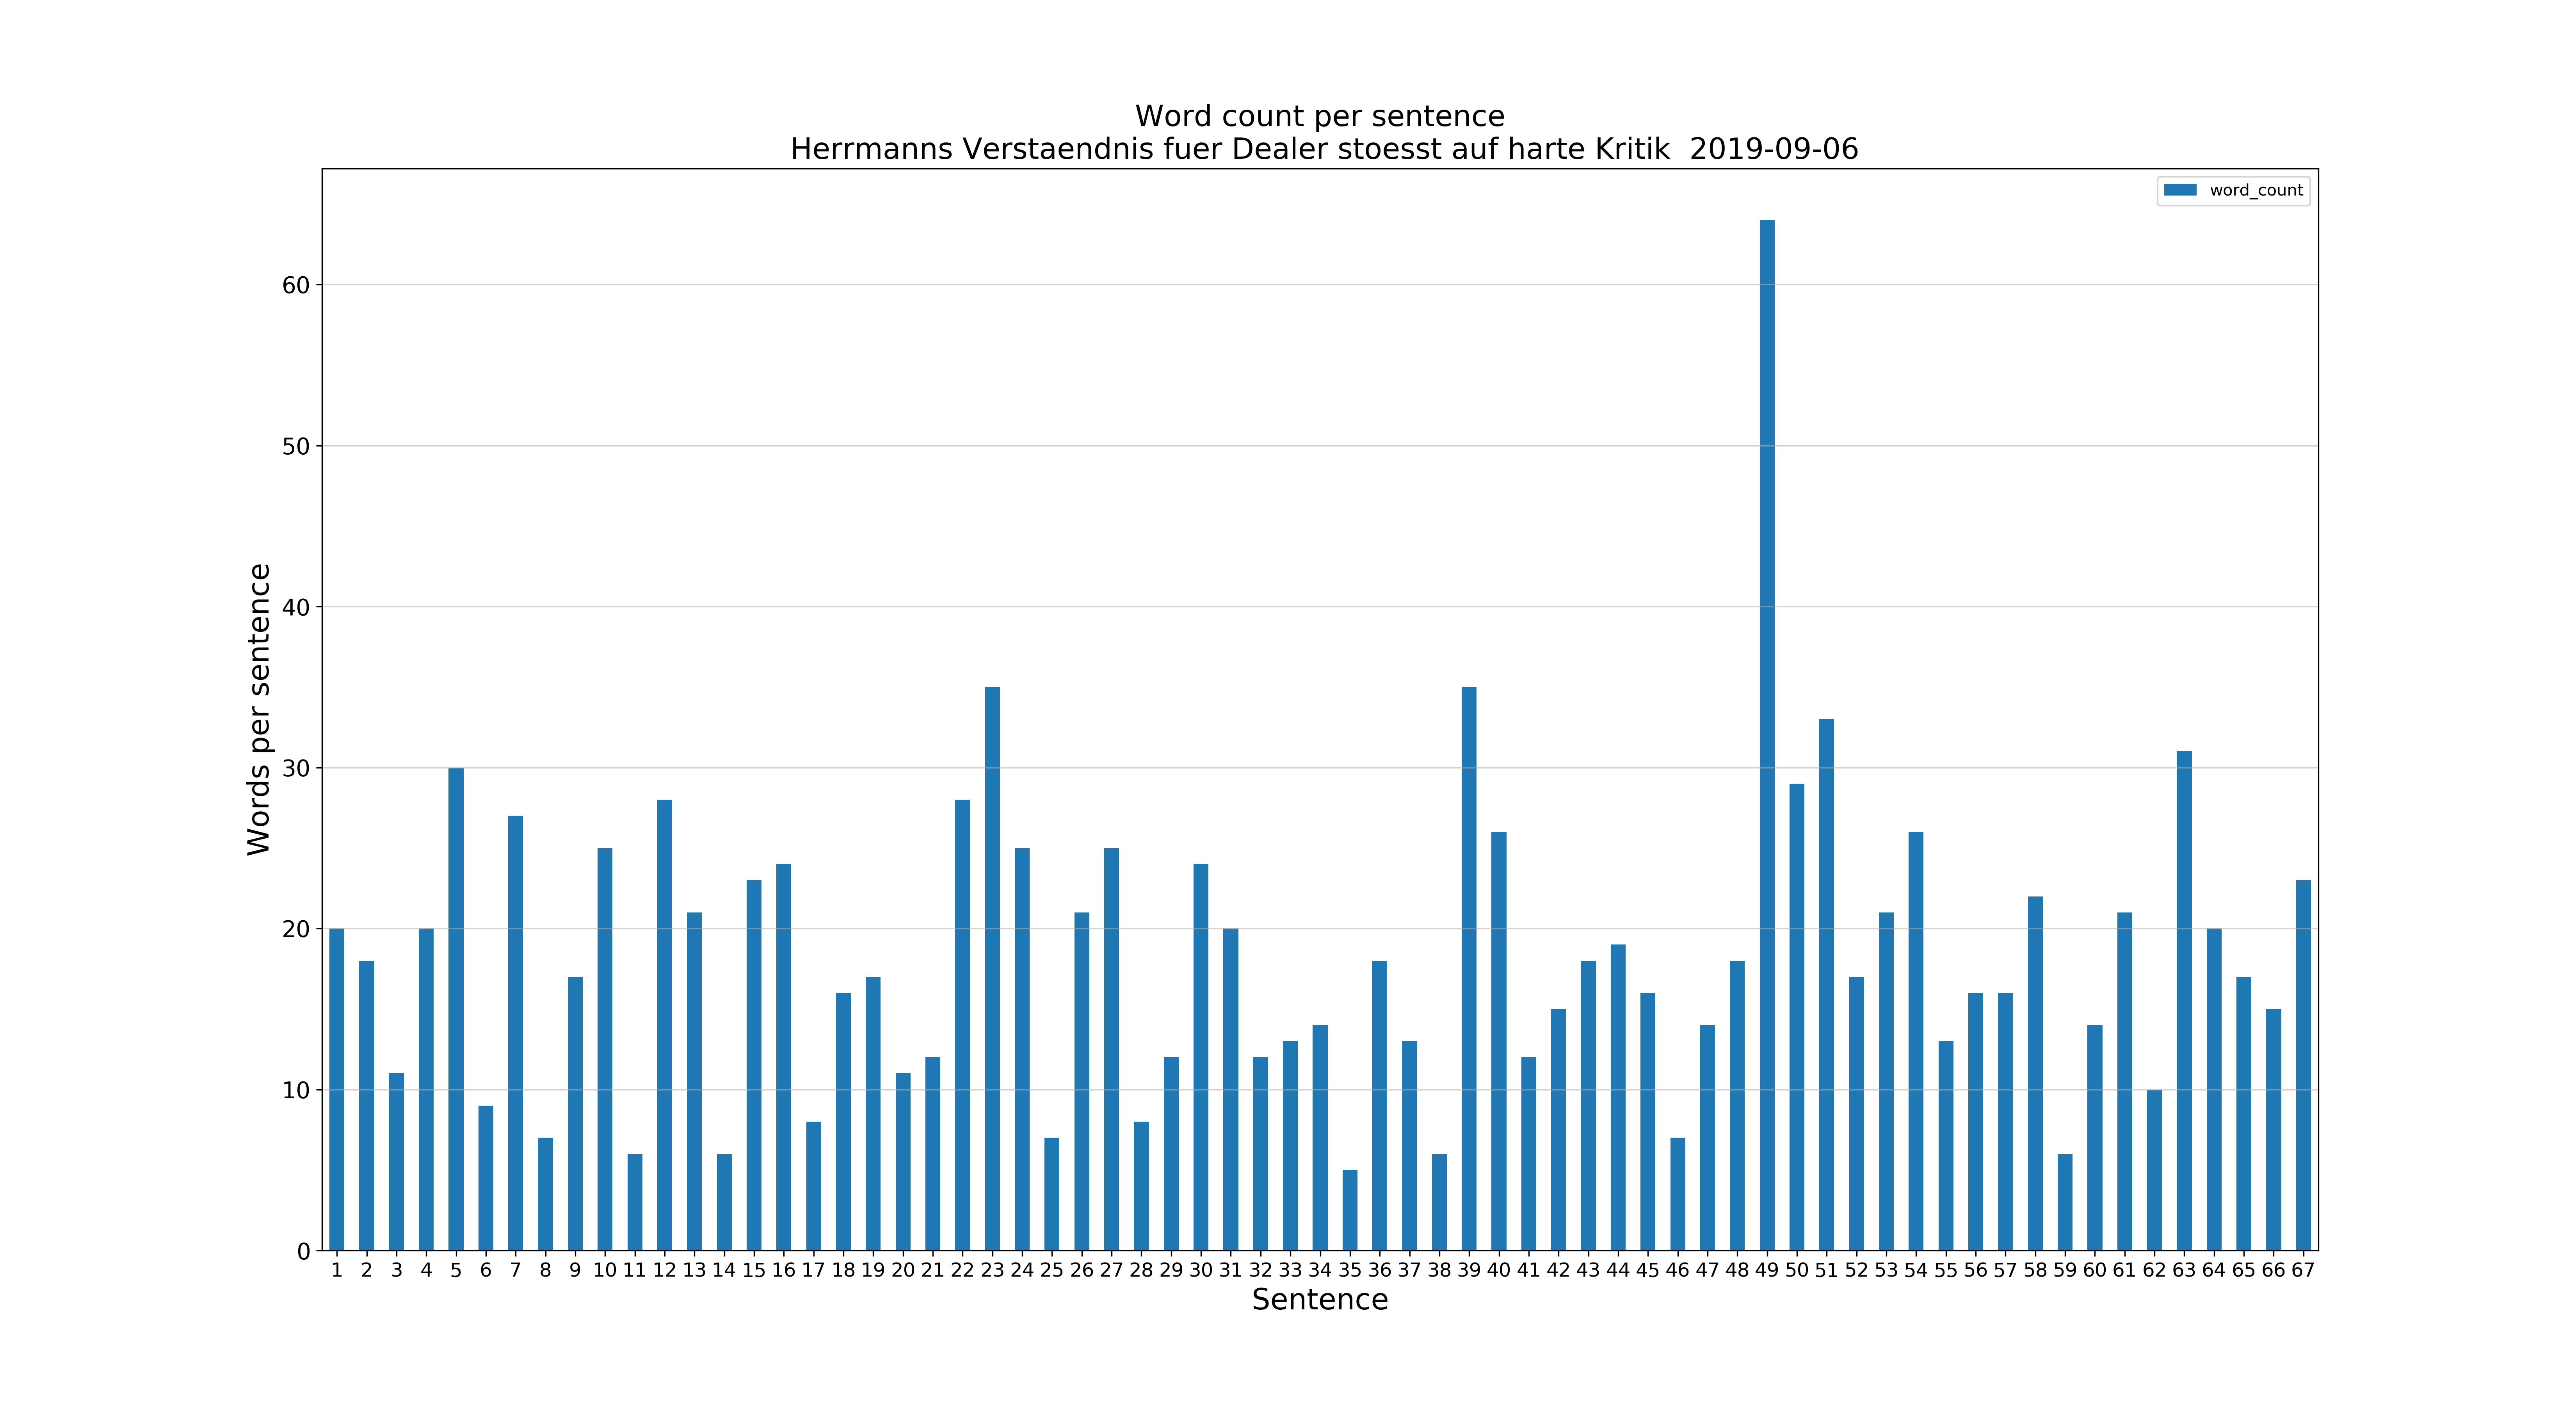 Word count per sentence
Herrmanns Verstaendnis fuer Dealer stoesst auf harte Kritik  2019-09-06
word_count
Words per sentence
60
50
40
30
20
10
0
1 2 3 4 5 6 7 8 9 10 11 12 13 14 15 16 17 18 19 20 21 22 23 24 25 26 27 28 29 30 31 32 33 34 35 36 37 38 39 40 41 42 43 44 45 46 47 48 49 50 51 52 53 54 55 56 57 58 59 60 61 62 63 64 65 66 67
Sentence